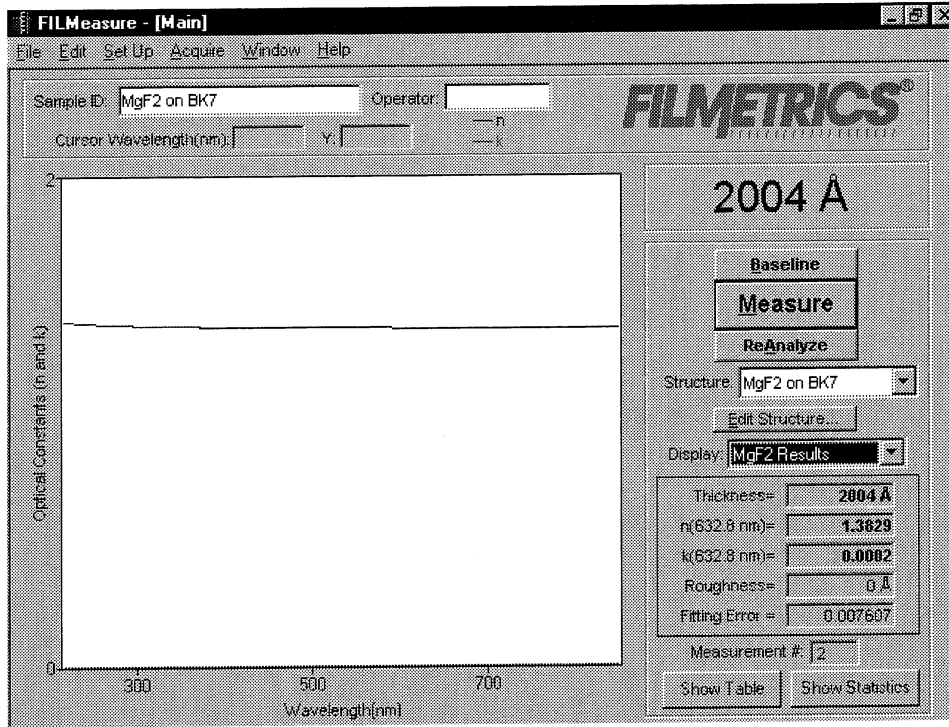 FILMeasure - [Main]
File Edit Set Up Acquire Window Help
Sample ID: MgF2 on BK7 Operator:
FILMETRICS®
Cursor Wavelength(nm): Y: n
k
2004 Å
2
Baseline
Measure
ReAnalyze
Structure: MgF2 on BK7
Edit Structure...
Display: MgF2 Results
Optical Constants (n and k)
Thickness= 2004 Å
n(632.8 nm)= 1.3829
k(632.8 nm)= 0.0002
Roughness= 0 Å
Fitting Error = 0.007607
Measurement #: 2
0
300 500 700
Wavelength(nm)
Show Table Show Statistics